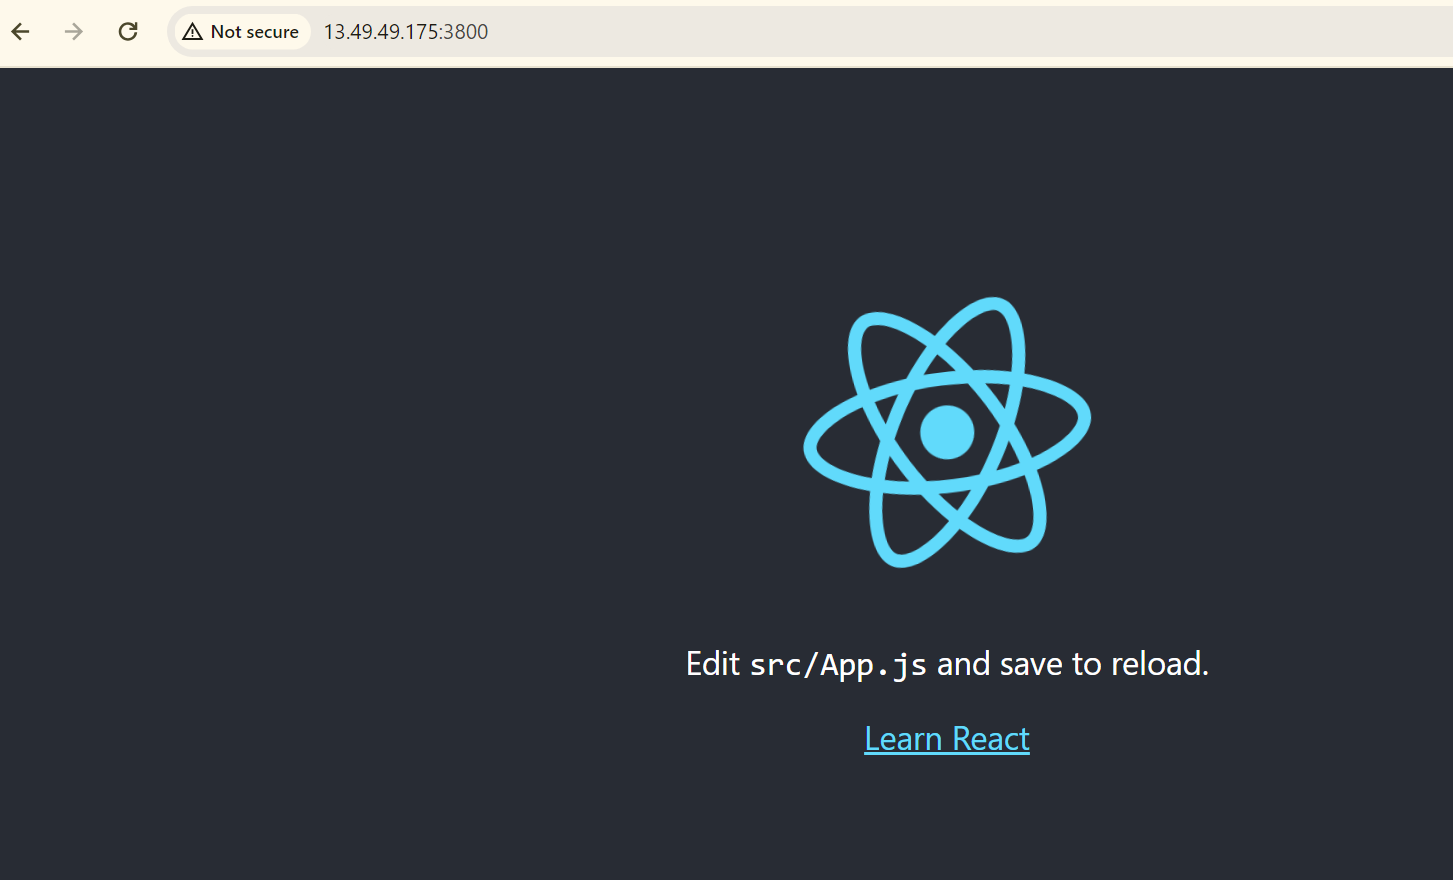 Not secure 13.49.49.175:3800
Edit src/App.js and save to reload.
Learn React